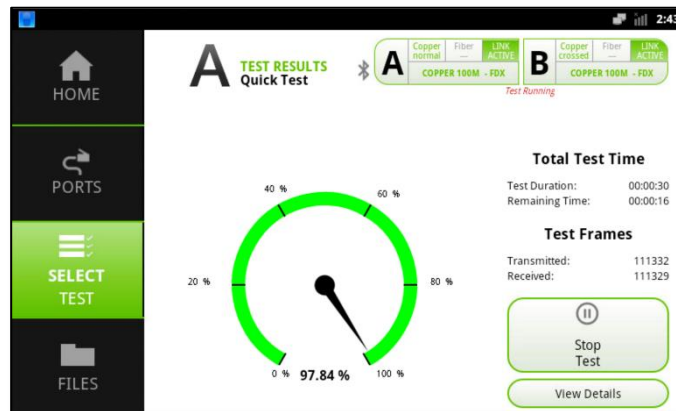 2:43
HOME
PORTS
SELECT
TEST
FILES
A
TEST RESULTS
Quick Test
A
Copper
normal
Fiber
---
LINK
ACTIVE
COPPER 100M - FDX
B
Copper
crossed
Fiber
---
LINK
ACTIVE
COPPER 100M - FDX
Test Running
0 %
20 %
40 %
60 %
80 %
100 %
97.84 %
Total Test Time
Test Duration: 00:00:30
Remaining Time: 00:00:16
Test Frames
Transmitted: 111332
Received: 111329
Stop
Test
View Details